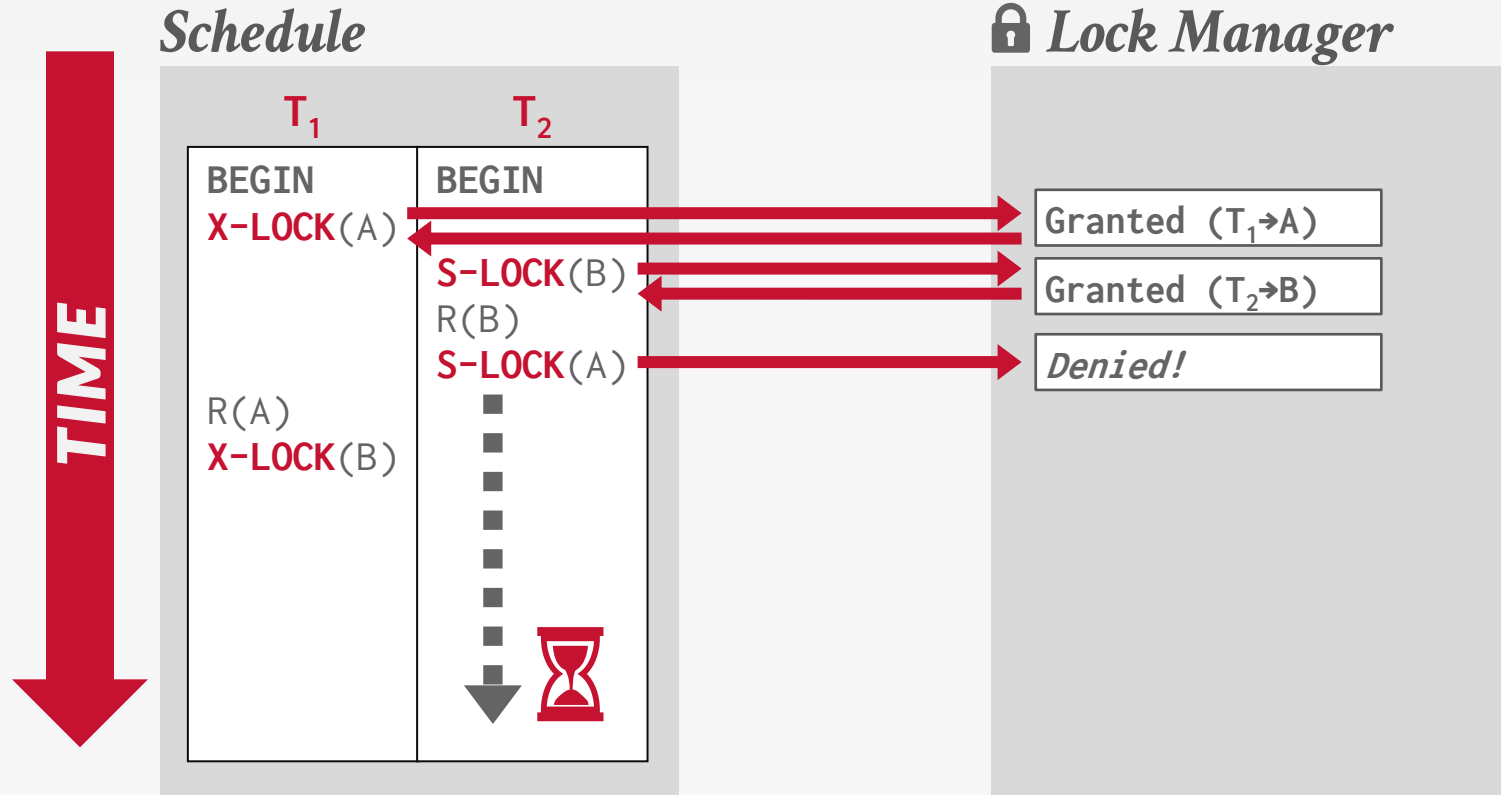 Schedule
Lock Manager
TIME
T1 T2
BEGIN BEGIN
X-LOCK(A)
Granted (T1→A)
S-LOCK(B)
Granted (T2→B)
R(B)
S-LOCK(A)
Denied!
R(A)
X-LOCK(B)